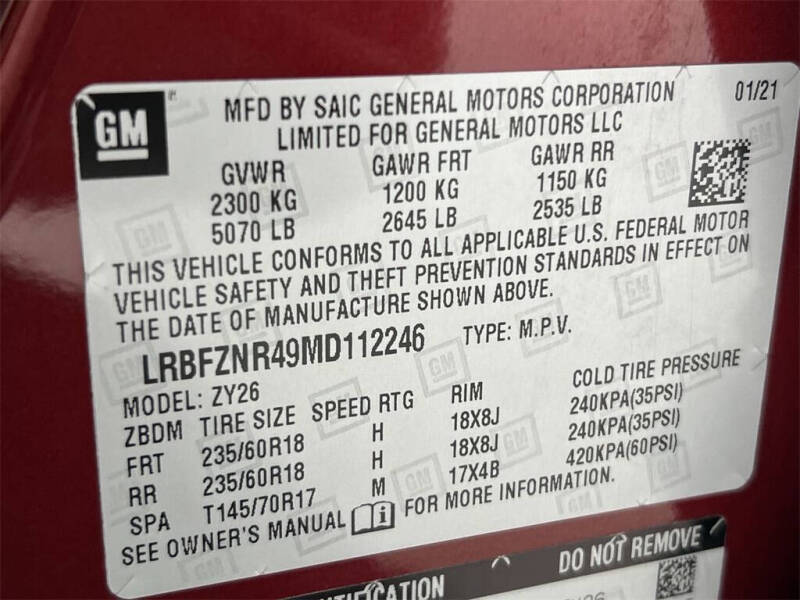 GM
MFD BY SAIC GENERAL MOTORS CORPORATION 01/21
LIMITED FOR GENERAL MOTORS LLC
GVWR GAWR FRT GAWR RR
2300 KG 1200 KG 1150 KG
5070 LB 2645 LB 2535 LB
THIS VEHICLE CONFORMS TO ALL APPLICABLE U.S. FEDERAL MOTOR
VEHICLE SAFETY AND THEFT PREVENTION STANDARDS IN EFFECT ON
THE DATE OF MANUFACTURE SHOWN ABOVE.
LRBFZNR49MD112246 TYPE: M.P.V.
MODEL: ZY26
ZBDM TIRE SIZE SPEED RTG RIM COLD TIRE PRESSURE
FRT 235/60R18 H 18X8J 240KPA(35PSI)
RR 235/60R18 H 18X8J 240KPA(35PSI)
SPA T145/70R17 M 17X4B 420KPA(60PSI)
SEE OWNER'S MANUAL i FOR MORE INFORMATION.
DO NOT REMOVE